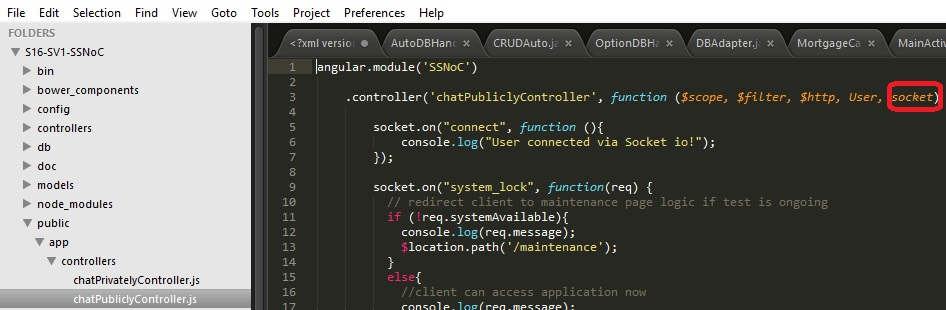 File Edit Selection Find View Goto Tools Project Preferences Help
FOLDERS
S16-SV1-SSNoC
bin
bower_components
config
controllers
db
doc
models
node_modules
public
app
controllers
chatPrivatelyController.js
chatPubliclyController.js
<?xml version AutoDBHan CRUDAuto.ja OptionDBHa DBAdapter.j MortgageCa MainActiv
1 angular.module('SSNoC')
2
3 .controller('chatPubliclyController', function ($scope, $filter, $http, User, socket)
4
5 socket.on("connect", function (){
6 console.log("User connected via Socket io!");
7 });
8
9 socket.on("system_lock", function(req) {
10 // redirect client to maintenance page logic if test is ongoing
11 if (!req.systemAvailable){
12 console.log(req.message);
13 $location.path('/maintenance');
14 }
15 else{
16 //client can access application now
17 console.log(req.message);